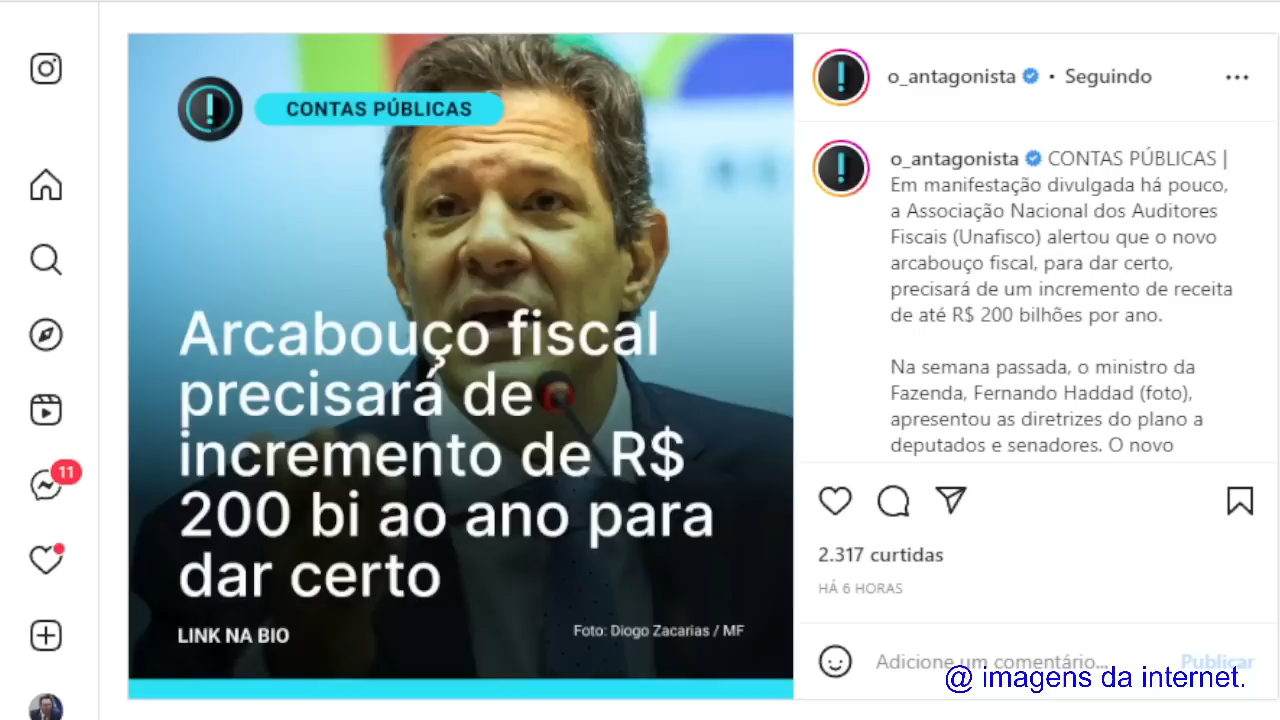 CONTAS PÚBLICAS
Arcabouço fiscal
precisará de
incremento de R$
200 bi ao ano para
dar certo
LINK NA BIO
Foto: Diogo Zacarias / MF
11
o_antagonista • Seguindo
o_antagonista CONTAS PÚBLICAS |
Em manifestação divulgada há pouco,
a Associação Nacional dos Auditores
Fiscais (Unafisco) alertou que o novo
arcabouço fiscal, para dar certo,
precisará de um incremento de receita
de até R$ 200 bilhões por ano.
Na semana passada, o ministro da
Fazenda, Fernando Haddad (foto),
apresentou as diretrizes do plano a
deputados e senadores. O novo
2.317 curtidas
HÁ 6 HORAS
Adicione um comentário... Publicar
@ imagens da internet.